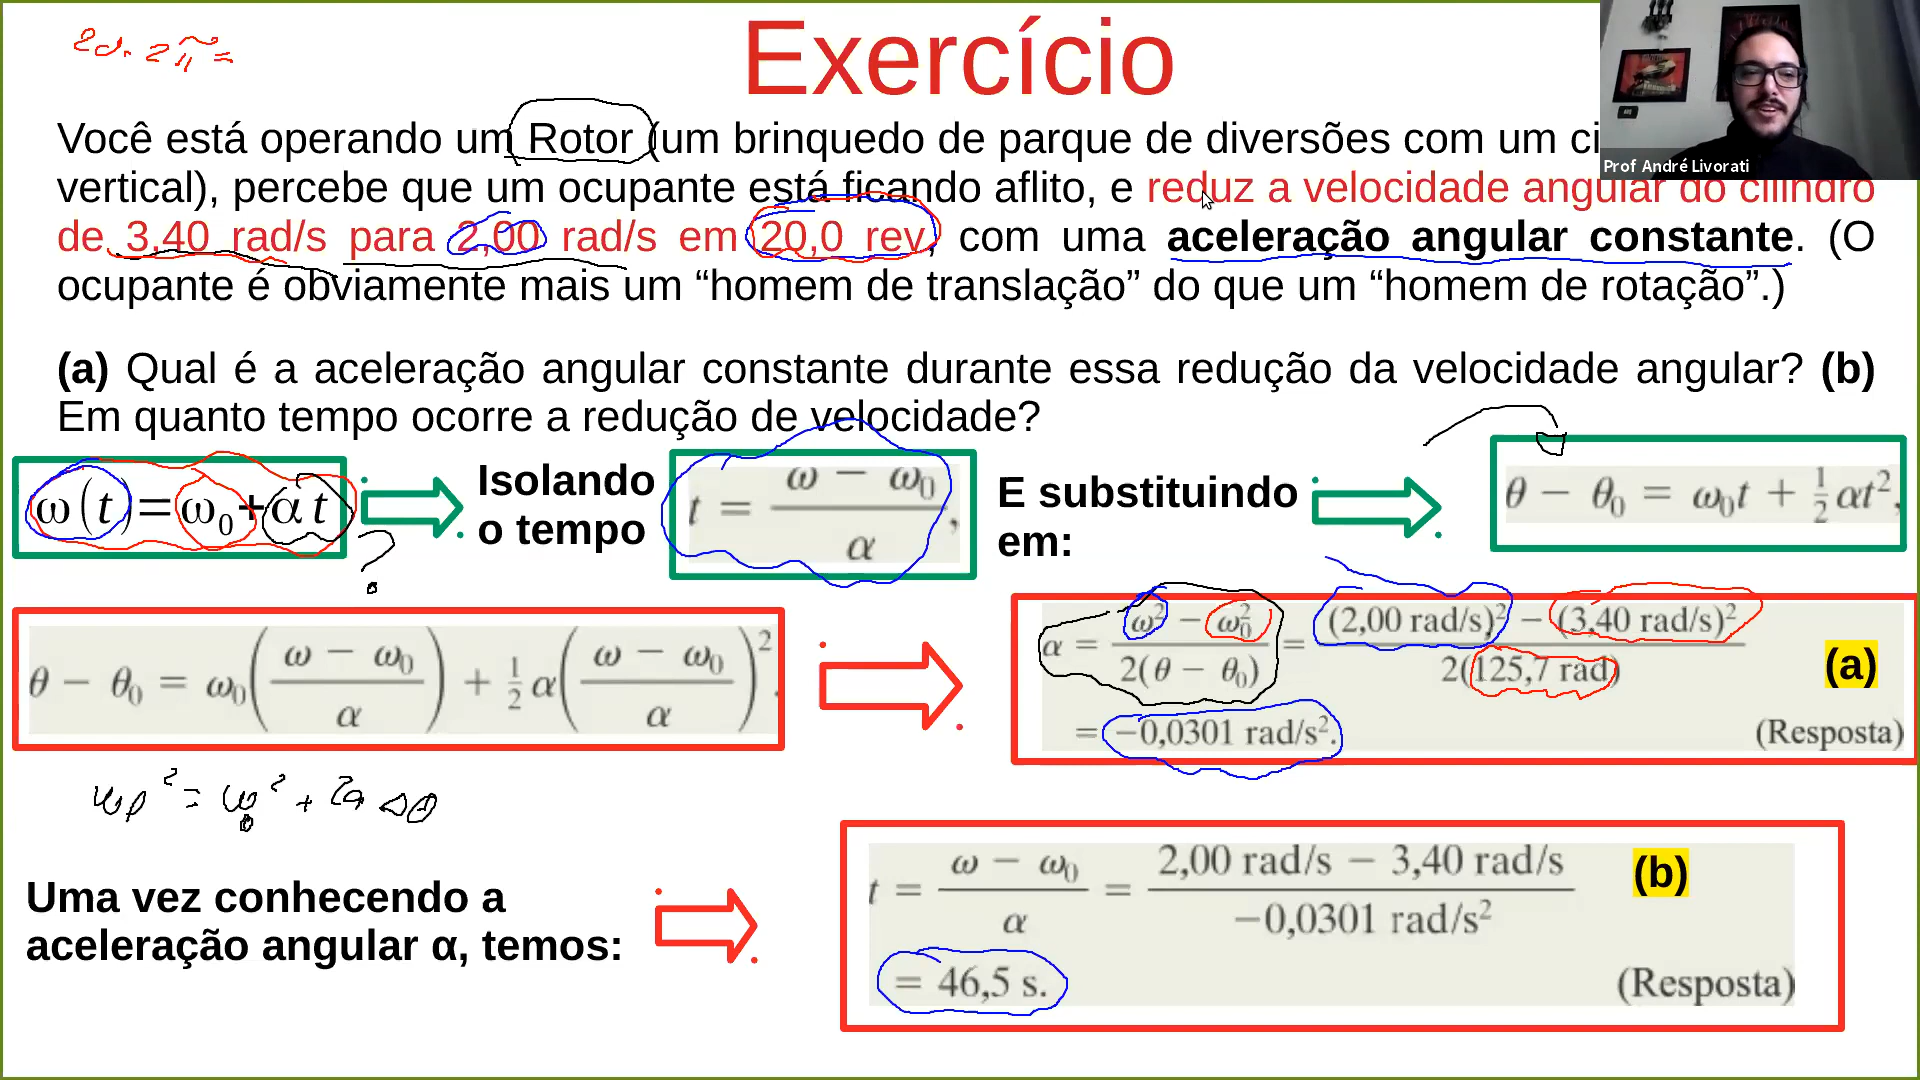 20. 2π =
Exercício
Prof André Livorati
Você está operando um Rotor (um brinquedo de parque de diversões com um ci
vertical), percebe que um ocupante está ficando aflito, e reduz a velocidade angular do cilindro
de 3,40 rad/s para 2,00 rad/s em 20,0 rev, com uma aceleração angular constante. (O
ocupante é obviamente mais um “homem de translação” do que um “homem de rotação”.)
(a) Qual é a aceleração angular constante durante essa redução da velocidade angular? (b)
Em quanto tempo ocorre a redução de velocidade?
ω(t)=ω₀+αt
?
Isolando
o tempo
t = (ω − ω₀)/α,
E substituindo
em:
θ − θ₀ = ω₀t + ½αt²,
θ − θ₀ = ω₀((ω − ω₀)/α) + ½α((ω − ω₀)/α)².
α = (ω² − ω₀²)/2(θ − θ₀) = ((2,00 rad/s)² − (3,40 rad/s)²)/2(125,7 rad)
(a)
= −0,0301 rad/s².
(Resposta)
ωf² = ω₀² + 2α Δθ
Uma vez conhecendo a
aceleração angular α, temos:
t = (ω − ω₀)/α = (2,00 rad/s − 3,40 rad/s)/−0,0301 rad/s²
(b)
= 46,5 s.
(Resposta)